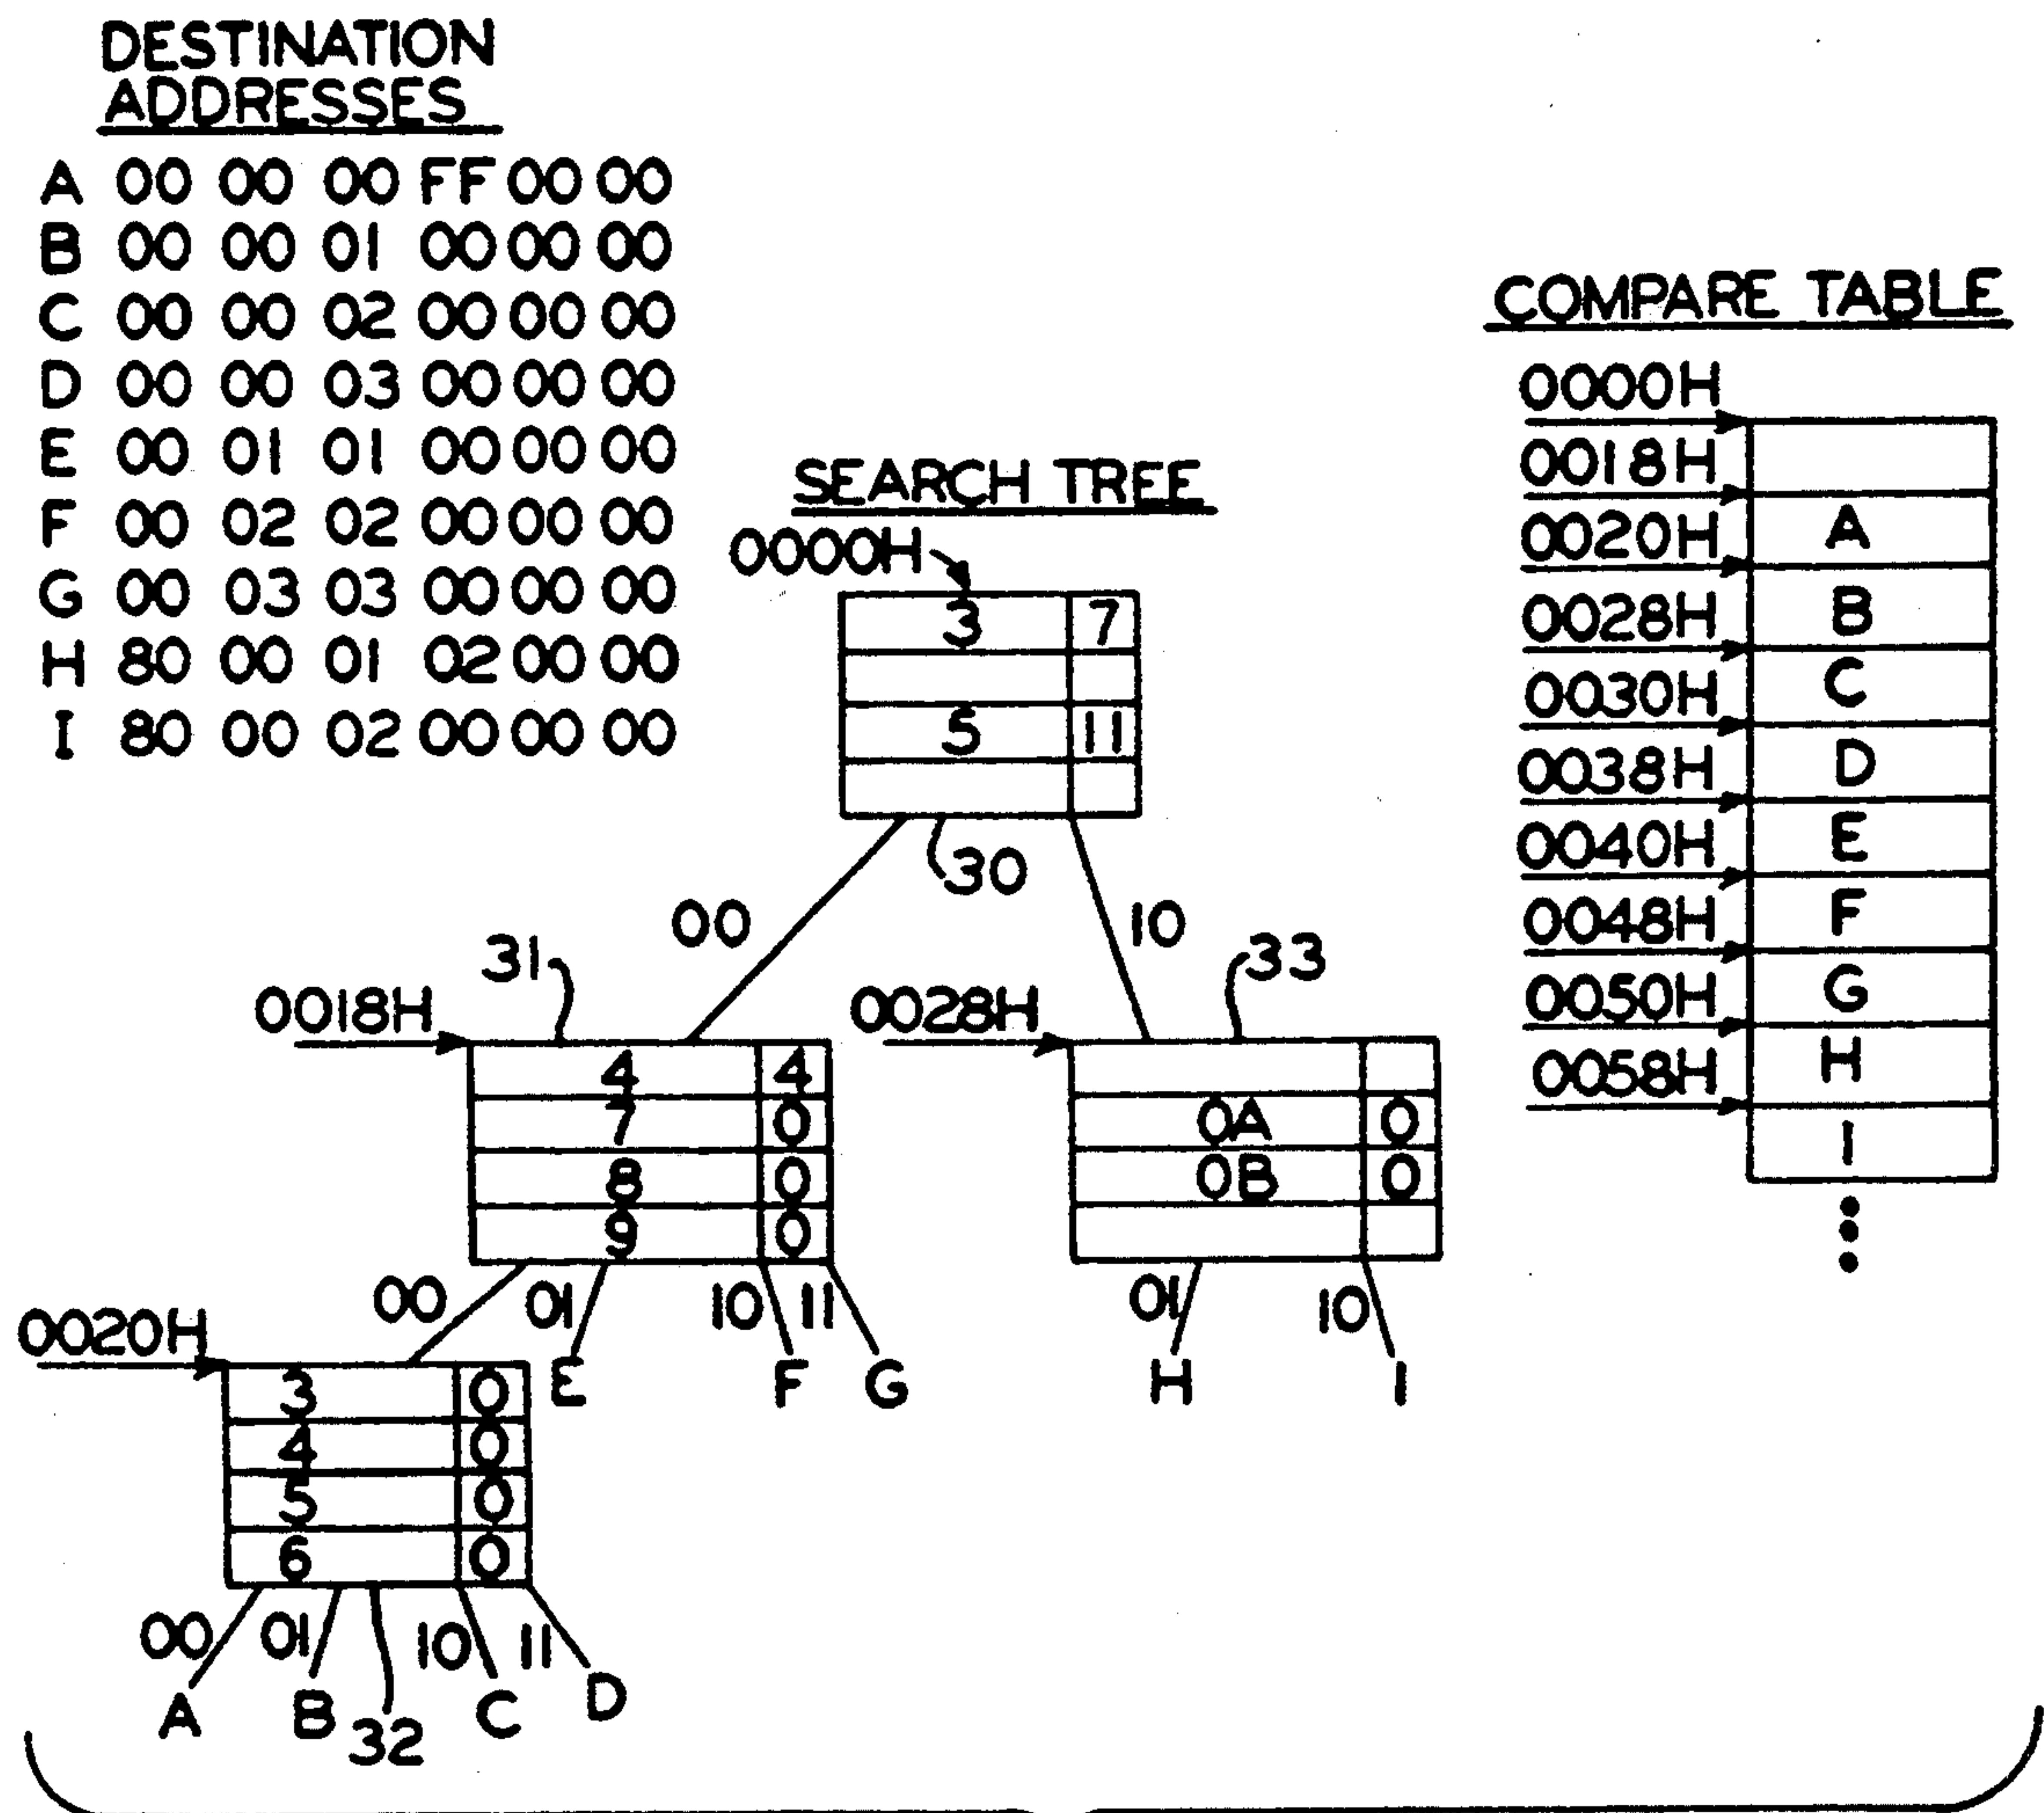 DESTINATION
ADDRESSES
A 00 00 00 FF 00 00
B 00 00 01 00 00 00
C 00 00 02 00 00 00
D 00 00 03 00 00 00
E 00 01 01 00 00 00
F 00 02 02 00 00 00
G 00 03 03 00 00 00
H 80 00 01 02 00 00
I 80 00 02 00 00 00
SEARCH TREE
0000H
3 7
5 11
30
00
10
31
0018H
4 4
7 0
8 0
9 0
33
0028H
0A 0
0B 0
00 01 10 11
01 10
0020H
E F G
H I
3 0
4 0
5 0
6 0
00 01 10 11
A B 32 C D
COMPARE TABLE
0000H
0018H
0020H A
0028H B
0030H C
0038H D
0040H E
0048H F
0050H G
0058H H
I